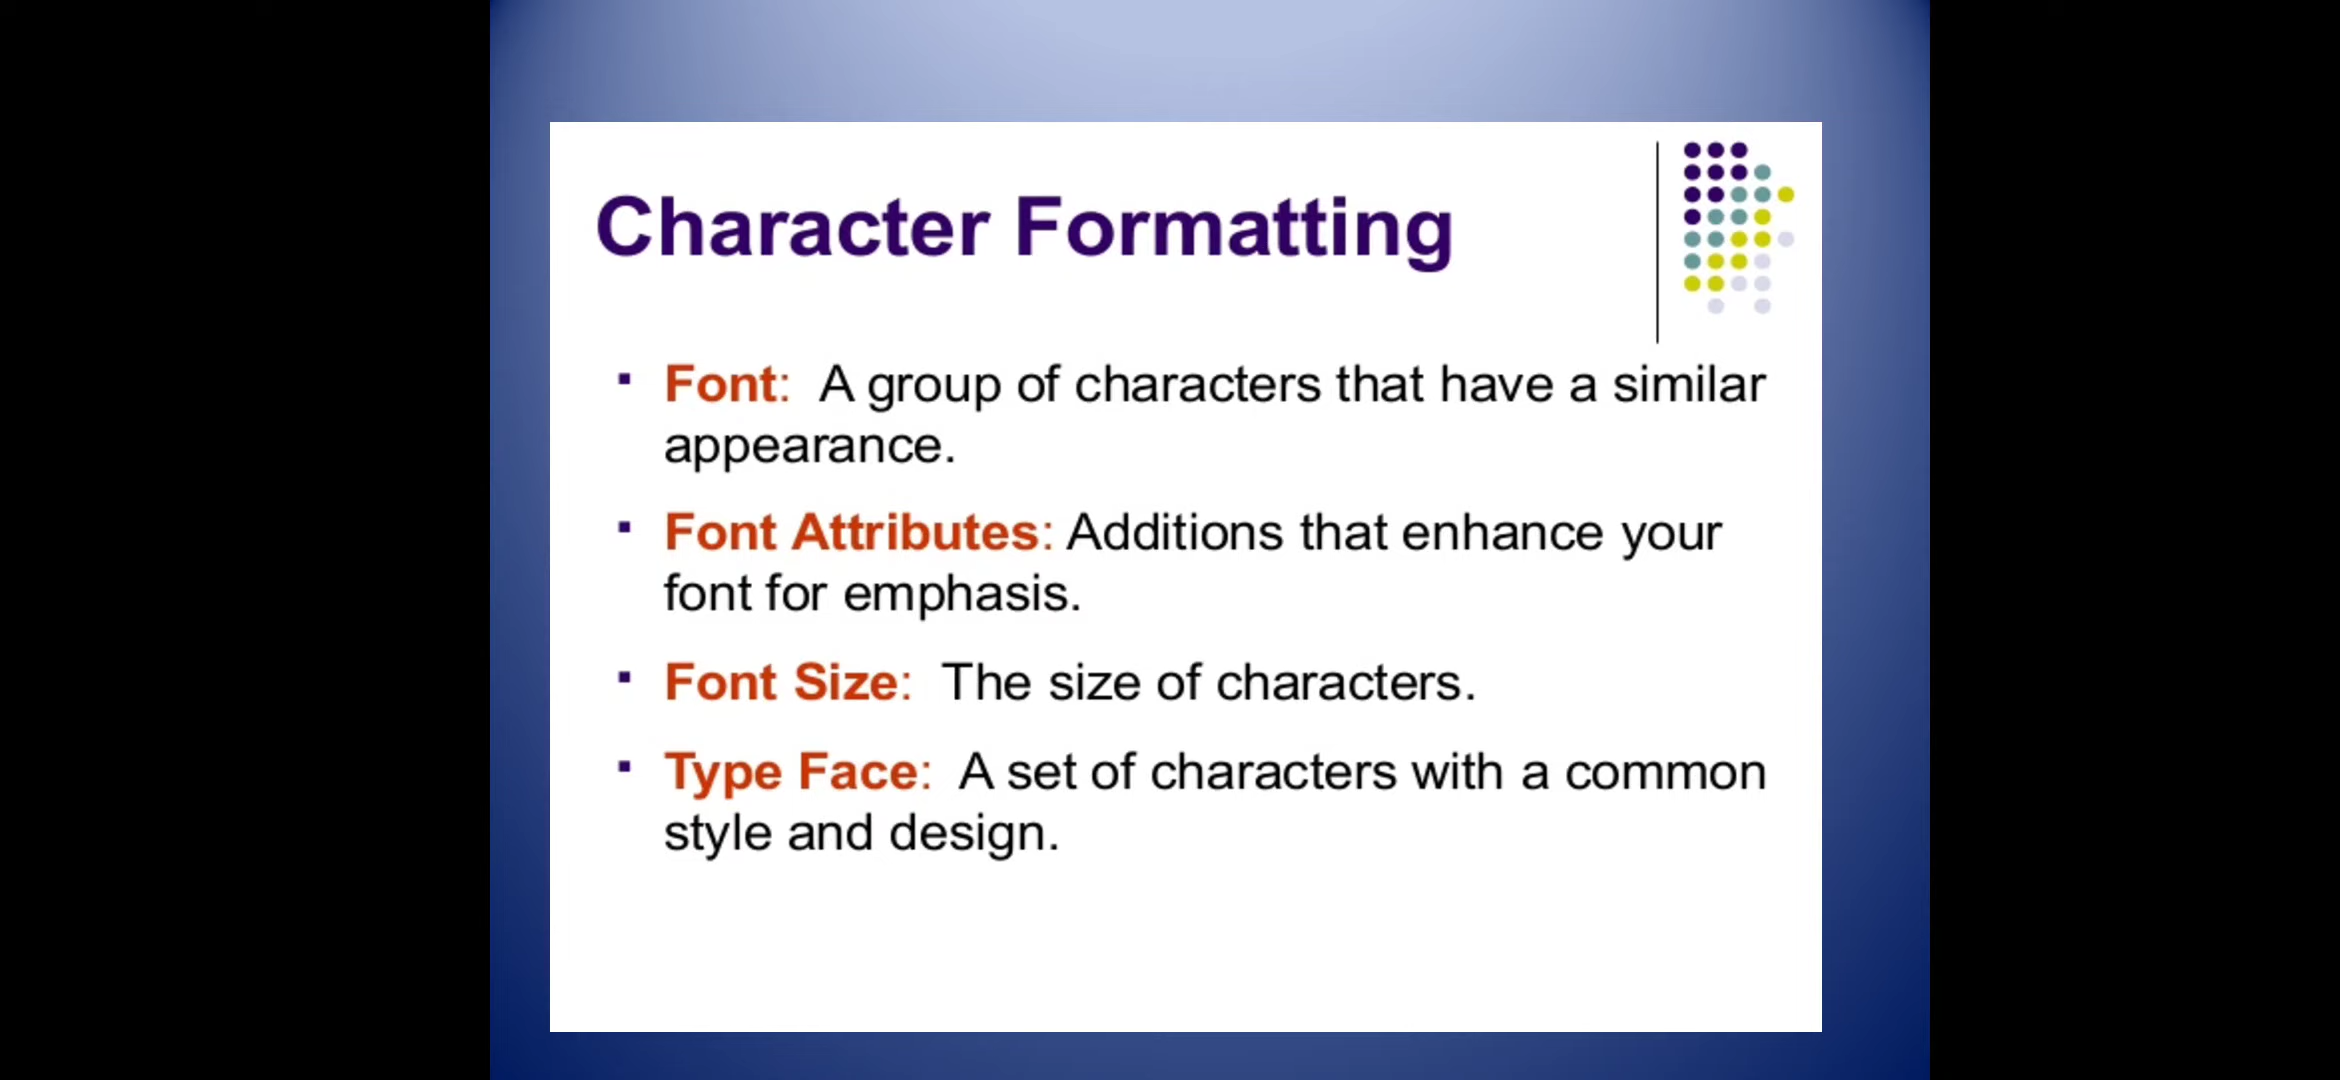 Character Formatting
Font: A group of characters that have a similar
appearance.
Font Attributes: Additions that enhance your
font for emphasis.
Font Size: The size of characters.
Type Face: A set of characters with a common
style and design.